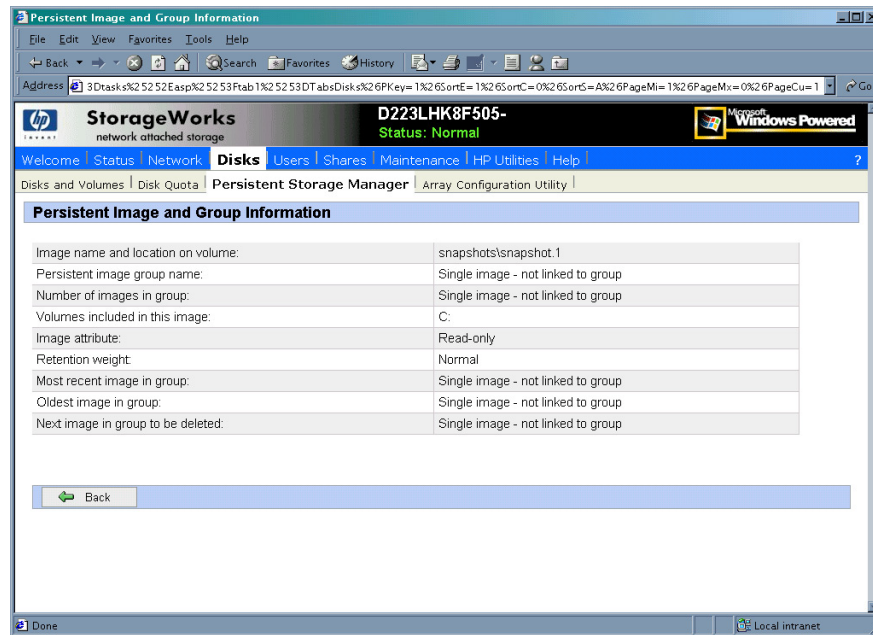 Persistent Image and Group Information
File Edit View Favorites Tools Help
Back Search Favorites History
Address 3Dtasks%25252Easp%25253Ftab1%25253DTabsDisks%26PKey=1%26SortE=1%26SortC=0%26SortS=A%26PageMi=1%26PageMx=0%26PageCu=1 Go
hp
invent
StorageWorks
network attached storage
D223LHK8F505-
Status: Normal
Microsoft
Windows Powered
Welcome Status Network Disks Users Shares Maintenance HP Utilities Help ?
Disks and Volumes Disk Quota Persistent Storage Manager Array Configuration Utility
Persistent Image and Group Information
Image name and location on volume: snapshots\snapshot.1
Persistent image group name: Single image - not linked to group
Number of images in group: Single image - not linked to group
Volumes included in this image: C:
Image attribute: Read-only
Retention weight: Normal
Most recent image in group: Single image - not linked to group
Oldest image in group: Single image - not linked to group
Next image in group to be deleted: Single image - not linked to group
Back
Done Local intranet